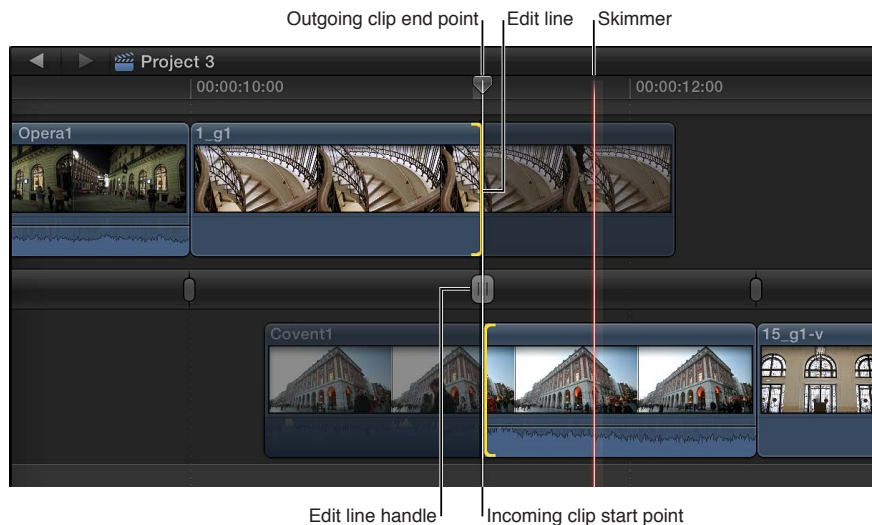 Outgoing clip end point Edit line Skimmer
Project 3
00:00:10:00 00:00:12:00
Opera1 1_g1
Covent1 15_g1-v
Edit line handle Incoming clip start point